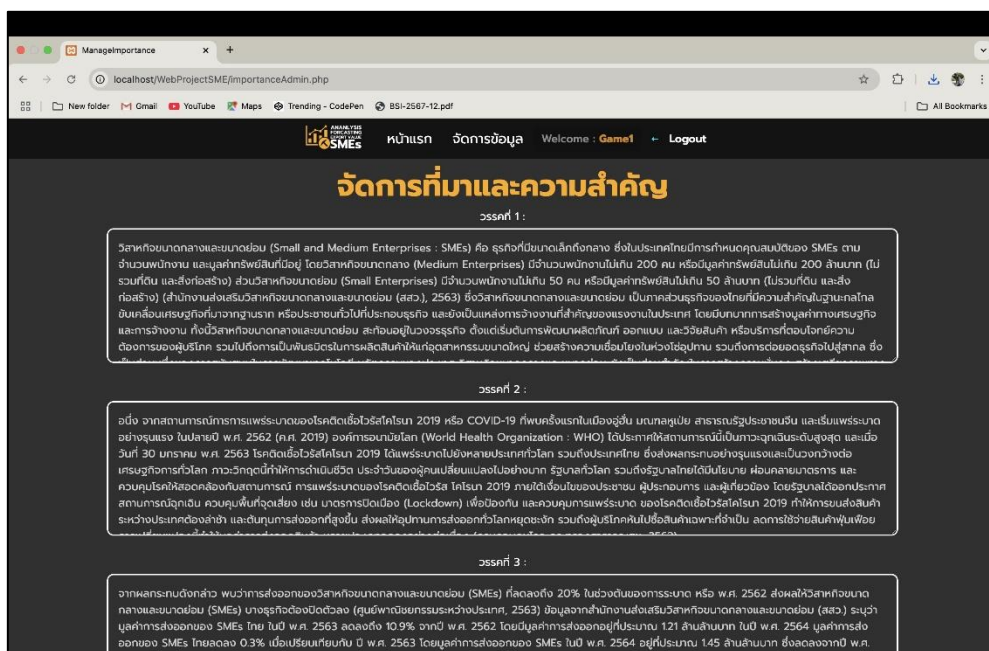 ManageImportance
localhost/WebProjectSME/importanceAdmin.php
New folder Gmail YouTube Maps Trending - CodePen BSI-2567-12.pdf All Bookmarks
ANANLYSIS
FORECASTING
EXPORT VALUE
SMEs หน้าแรก จัดการข้อมูล Welcome : Game1 ← Logout
จัดการที่มาและความสำคัญ
วรรคที่ 1 :
วิสาหกิจขนาดกลางและขนาดย่อม (Small and Medium Enterprises : SMEs) คือ ธุรกิจที่มีขนาดเล็กถึงกลาง ซึ่งในประเทศไทยมีการกำหนดคุณสมบัติของ SMEs ตาม
จำนวนพนักงาน และมูลค่าทรัพย์สินที่มีอยู่ โดยวิสาหกิจขนาดกลาง (Medium Enterprises) มีจำนวนพนักงานไม่เกิน 200 คน หรือมีมูลค่าทรัพย์สินไม่เกิน 200 ล้านบาท (ไม่
รวมที่ดิน และสิ่งก่อสร้าง) ส่วนวิสาหกิจขนาดย่อม (Small Enterprises) มีจำนวนพนักงานไม่เกิน 50 คน หรือมีมูลค่าทรัพย์สินไม่เกิน 50 ล้านบาท (ไม่รวมที่ดิน และสิ่ง
ก่อสร้าง) (สำนักงานส่งเสริมวิสาหกิจขนาดกลางและขนาดย่อม (สสว.), 2563) ซึ่งวิสาหกิจขนาดกลางและขนาดย่อม เป็นภาคส่วนธุรกิจของไทยที่มีความสำคัญในฐานะกลไกล
ขับเคลื่อนเศรษฐกิจที่มาจากฐานราก หรือประชาชนทั่วไปที่ประกอบธุรกิจ และยังเป็นแหล่งการจ้างงานที่สำคัญของแรงงานในประเทศ โดยมีบทบาทการสร้างมูลค่าทางเศรษฐกิจ
และการจ้างงาน ทั้งนี้วิสาหกิจขนาดกลางและขนาดย่อม สะท้อนอยู่ในวงจรธุรกิจ ตั้งแต่เริ่มต้นการพัฒนาผลิตภัณฑ์ ออกแบบ และวิจัยสินค้า หรือบริการที่ตอบโจทย์ความ
ต้องการของผู้บริโภค รวมไปถึงการเป็นพันธมิตรในการผลิตสินค้าให้แก่อุตสาหกรรมขนาดใหญ่ ช่วยสร้างความเชื่อมโยงในห่วงโซ่อุปทาน รวมถึงการต่อยอดธุรกิจไปสู่สากล ซึ่ง
วรรคที่ 2 :
อนึ่ง จากสถานการณ์การการแพร่ระบาดของโรคติดเชื้อไวรัสโคโรนา 2019 หรือ COVID-19 ที่พบครั้งแรกในเมืองอู่ฮั่น มณฑลหูเป่ย สาธารณรัฐประชาชนจีน และเริ่มแพร่ระบาด
อย่างรุนแรง ในปลายปี พ.ศ. 2562 (ค.ศ. 2019) องค์การอนามัยโลก (World Health Organization : WHO) ได้ประกาศให้สถานการณ์นี้เป็นภาวะฉุกเฉินระดับสูงสุด และเมื่อ
วันที่ 30 มกราคม พ.ศ. 2563 โรคติดเชื้อไวรัสโคโรนา 2019 ได้แพร่ระบาดไปยังหลายประเทศทั่วโลก รวมถึงประเทศไทย ซึ่งส่งผลกระทบอย่างรุนแรงและเป็นวงกว้างต่อ
เศรษฐกิจการทั่วโลก ภาวะวิกฤตนี้ทำให้การดำเนินชีวิต ประจำวันของผู้คนเปลี่ยนแปลงไปอย่างมาก รัฐบาลทั่วโลก รวมถึงรัฐบาลไทยได้มีนโยบาย ผ่อนคลายมาตรการ และ
ควบคุมโรคให้สอดคล้องกับสถานการณ์ การแพร่ระบาดของโรคติดเชื้อไวรัส โคโรนา 2019 ภายใต้เงื่อนไขของประชาชน ผู้ประกอบการ และผู้เกี่ยวข้อง โดยรัฐบาลได้ออกประกาศ
สถานการณ์ฉุกเฉิน ควบคุมพื้นที่จุดเสี่ยง เช่น มาตรการปิดเมือง (Lockdown) เพื่อป้องกัน และควบคุมการแพร่ระบาด ของโรคติดเชื้อไวรัสโคโรนา 2019 ทำให้การขนส่งสินค้า
ระหว่างประเทศต้องล่าช้า และต้นทุนการส่งออกที่สูงขึ้น ส่งผลให้อุปทานการส่งออกทั่วโลกหยุดชะงัก รวมถึงผู้บริโภคหันไปซื้อสินค้าเฉพาะที่จำเป็น ลดการใช้จ่ายสินค้าฟุ่มเฟือย
วรรคที่ 3 :
จากผลกระทบดังกล่าว พบว่าการส่งออกของวิสาหกิจขนาดกลางและขนาดย่อม (SMEs) ที่ลดลงถึง 20% ในช่วงต้นของการระบาด หรือ พ.ศ. 2562 ส่งผลให้วิสาหกิจขนาด
กลางและขนาดย่อม (SMEs) บางธุรกิจต้องปิดตัวลง (ศูนย์พาณิชยกรรมระหว่างประเทศ, 2563) ข้อมูลจากสำนักงานส่งเสริมวิสาหกิจขนาดกลางและขนาดย่อม (สสว.) ระบุว่า
มูลค่าการส่งออกของ SMEs ไทย ในปี พ.ศ. 2563 ลดลงถึง 10.9% จากปี พ.ศ. 2562 โดยมีมูลค่าการส่งออกอยู่ที่ประมาณ 1.21 ล้านล้านบาท ในปี พ.ศ. 2564 มูลค่าการส่ง
ออกของ SMEs ไทยลดลง 0.3% เมื่อเปรียบเทียบกับ ปี พ.ศ. 2563 โดยมูลค่าการส่งออกของ SMEs ในปี พ.ศ. 2564 อยู่ที่ประมาณ 1.45 ล้านล้านบาท ซึ่งลดลงจากปี พ.ศ.